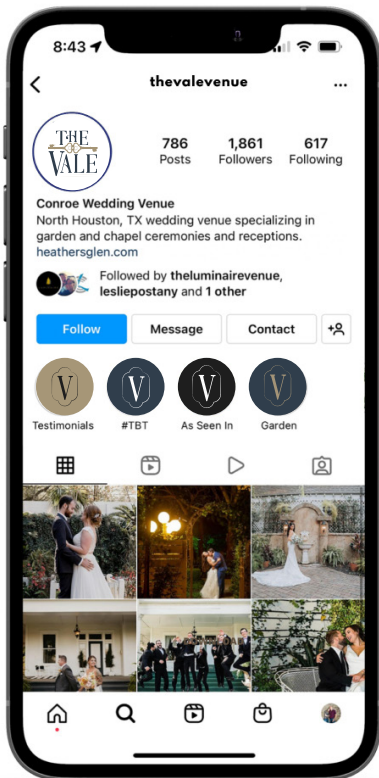 8:43
thevalevenue
THE
VALE
786
1,861
617
Posts
Followers
Following
Conroe Wedding Venue
North Houston, TX wedding venue specializing in
garden and chapel ceremonies and receptions.
heathersglen.com
Followed by theluminairevenue,
lesliepostany and 1 other
Follow
Message
Contact
V
V
V
V
Testimonials
#TBT
As Seen In
Garden